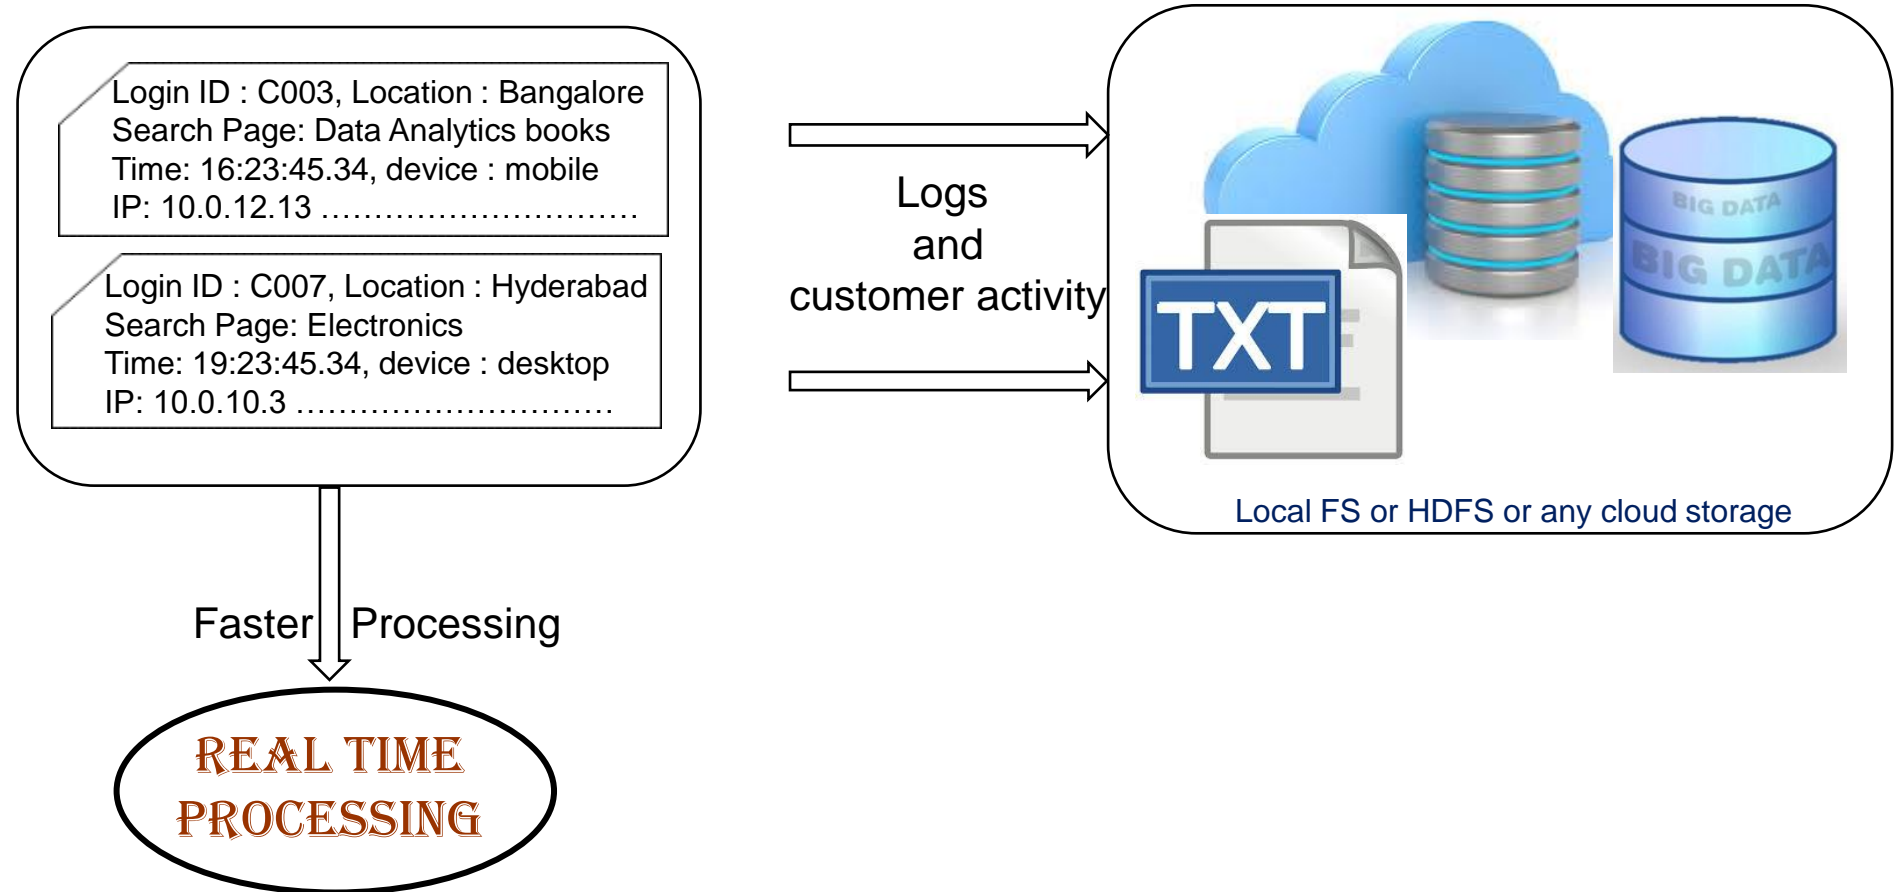 Login ID : C003, Location : Bangalore
Search Page: Data Analytics books
Time: 16:23:45.34, device : mobile
IP: 10.0.12.13 …………………………
Login ID : C007, Location : Hyderabad
Search Page: Electronics
Time: 19:23:45.34, device : desktop
IP: 10.0.10.3 …………………………
Logs
and
customer activity
BIG DATA
BIG DATA
TXT
Local FS or HDFS or any cloud storage
Faster Processing
REAL TIME
PROCESSING